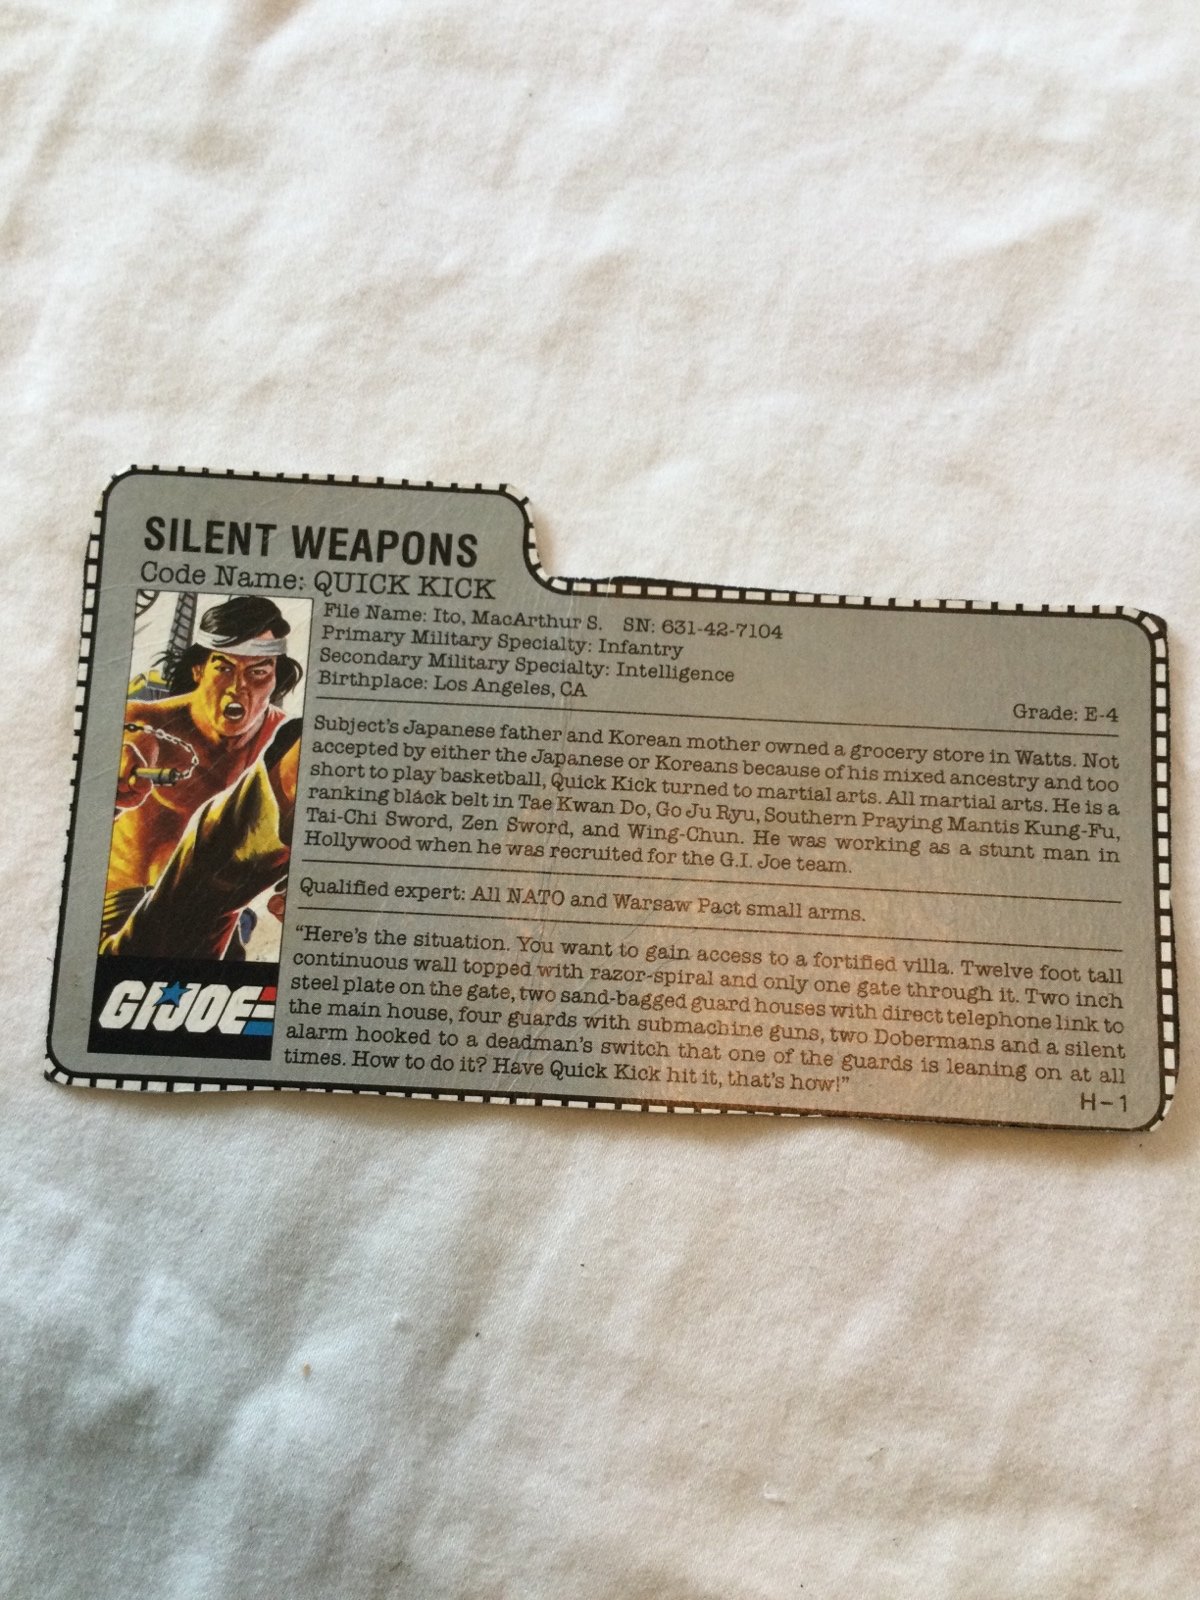 SILENT WEAPONS
Code Name: QUICK KICK
File Name: Ito, MacArthur S. SN: 631-42-7104
Primary Military Specialty: Infantry
Secondary Military Specialty: Intelligence
Birthplace: Los Angeles, CA
Grade: E-4
Subject's Japanese father and Korean mother owned a grocery store in Watts. Not
accepted by either the Japanese or Koreans because of his mixed ancestry and too
short to play basketball, Quick Kick turned to martial arts. All martial arts. He is a
ranking black belt in Tae Kwan Do, Go Ju Ryu, Southern Praying Mantis Kung-Fu,
Tai-Chi Sword, Zen Sword, and Wing-Chun. He was working as a stunt man in
Hollywood when he was recruited for the G.I. Joe team.
Qualified expert: All NATO and Warsaw Pact small arms.
"Here's the situation. You want to gain access to a fortified villa. Twelve foot tall
continuous wall topped with razor-spiral and only one gate through it. Two inch
steel plate on the gate, two sand-bagged guard houses with direct telephone link to
the main house, four guards with submachine guns, two Dobermans and a silent
alarm hooked to a deadman's switch that one of the guards is leaning on at all
times. How to do it? Have Quick Kick hit it, that's how!"
GI JOE
H-1